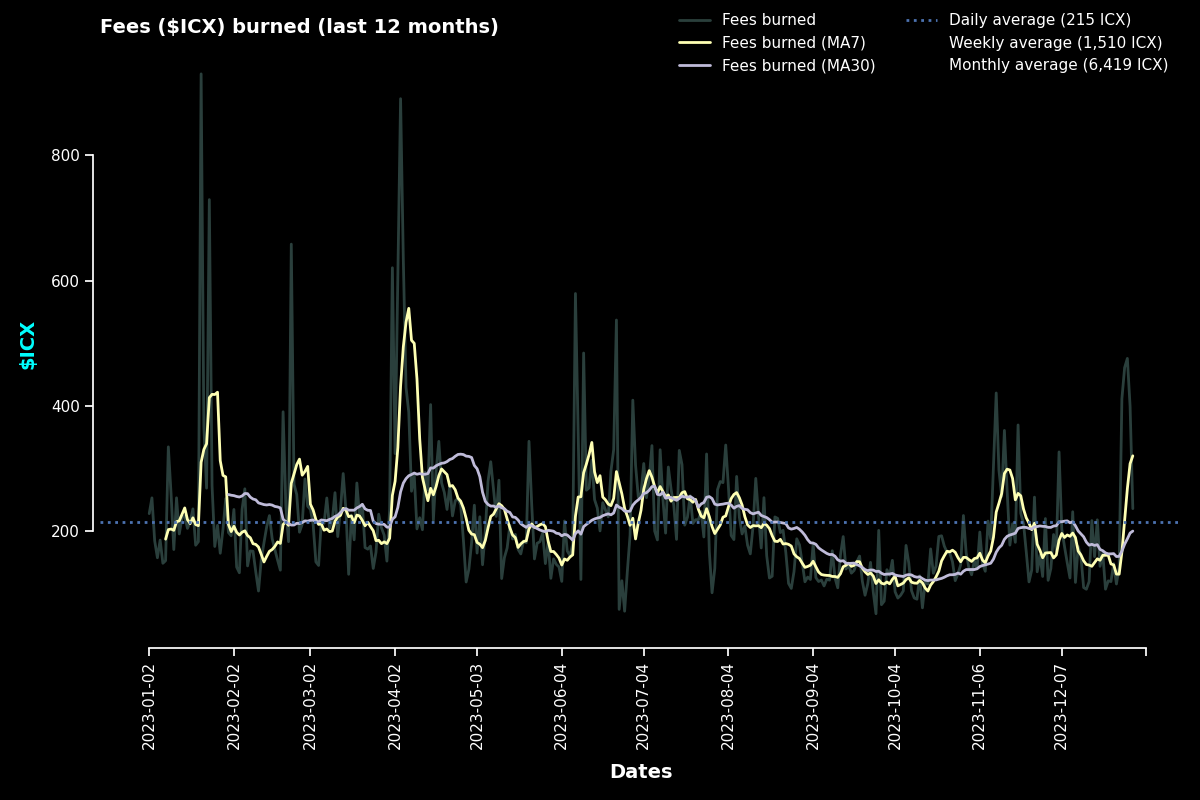 Fees ($ICX) burned (last 12 months)
Fees burned
Fees burned (MA7)
Fees burned (MA30)
Daily average (215 ICX)
Weekly average (1,510 ICX)
Monthly average (6,419 ICX)
$ICX
800
600
400
200
2023-01-02
2023-02-02
2023-03-02
2023-04-02
2023-05-03
2023-06-04
2023-07-04
2023-08-04
2023-09-04
2023-10-04
2023-11-06
2023-12-07
Dates